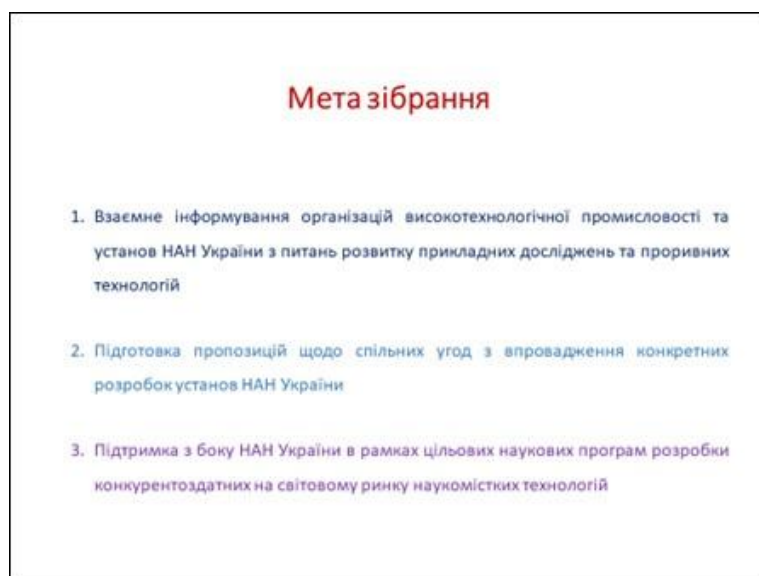 Мета зібрання
1. Взаємне інформування організацій високотехнологічної промисловості та
установ НАН України з питань розвитку прикладних досліджень та проривних
технологій
2. Підготовка пропозицій щодо спільних угод з впровадження конкретних
розробок установ НАН України
3. Підтримка з боку НАН України в рамках цільових наукових програм розробки
конкурентоздатних на світовому ринку наукомістких технологій